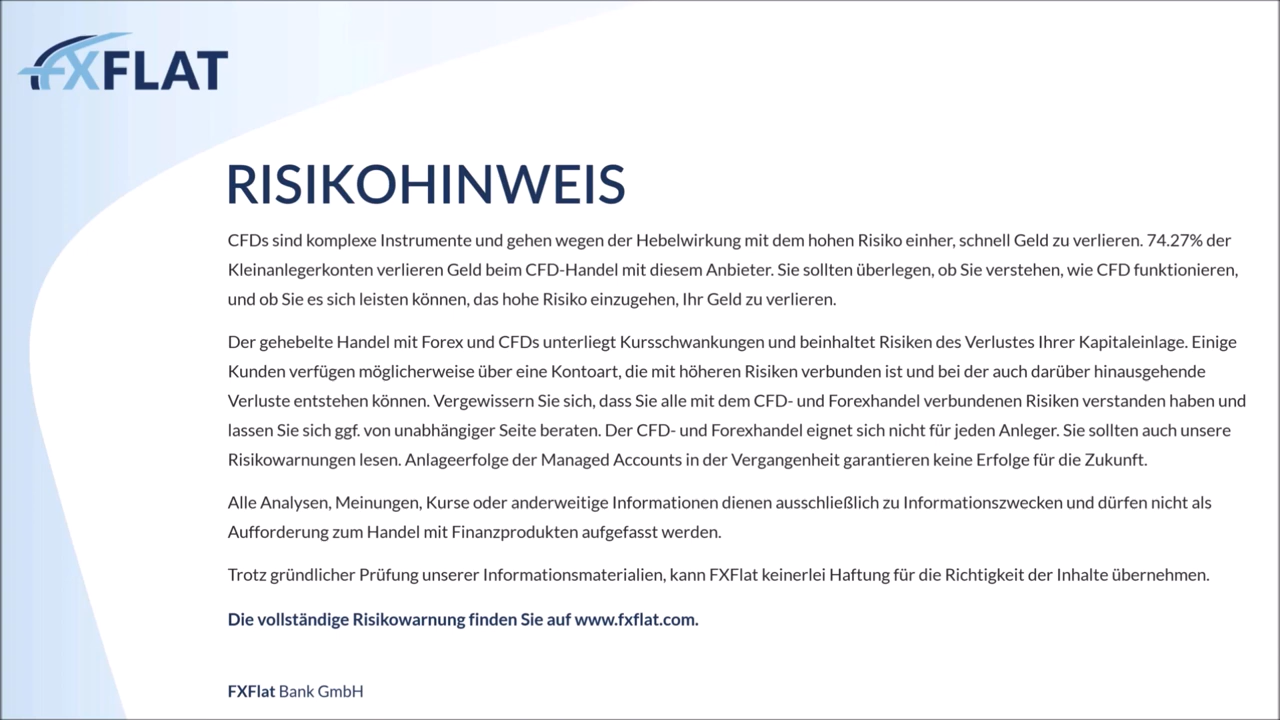 FXFLAT
RISIKOHINWEIS
CFDs sind komplexe Instrumente und gehen wegen der Hebelwirkung mit dem hohen Risiko einher, schnell Geld zu verlieren. 74.27% der
Kleinanlegerkonten verlieren Geld beim CFD-Handel mit diesem Anbieter. Sie sollten überlegen, ob Sie verstehen, wie CFD funktionieren,
und ob Sie es sich leisten können, das hohe Risiko einzugehen, Ihr Geld zu verlieren.
Der gehebelte Handel mit Forex und CFDs unterliegt Kursschwankungen und beinhaltet Risiken des Verlustes Ihrer Kapitaleinlage. Einige
Kunden verfügen möglicherweise über eine Kontoart, die mit höheren Risiken verbunden ist und bei der auch darüber hinausgehende
Verluste entstehen können. Vergewissern Sie sich, dass Sie alle mit dem CFD- und Forexhandel verbundenen Risiken verstanden haben und
lassen Sie sich ggf. von unabhängiger Seite beraten. Der CFD- und Forexhandel eignet sich nicht für jeden Anleger. Sie sollten auch unsere
Risikowarnungen lesen. Anlageerfolge der Managed Accounts in der Vergangenheit garantieren keine Erfolge für die Zukunft.
Alle Analysen, Meinungen, Kurse oder anderweitige Informationen dienen ausschließlich zu Informationszwecken und dürfen nicht als
Aufforderung zum Handel mit Finanzprodukten aufgefasst werden.
Trotz gründlicher Prüfung unserer Informationsmaterialien, kann FXFlat keinerlei Haftung für die Richtigkeit der Inhalte übernehmen.
Die vollständige Risikowarnung finden Sie auf www.fxflat.com.
FXFlat Bank GmbH